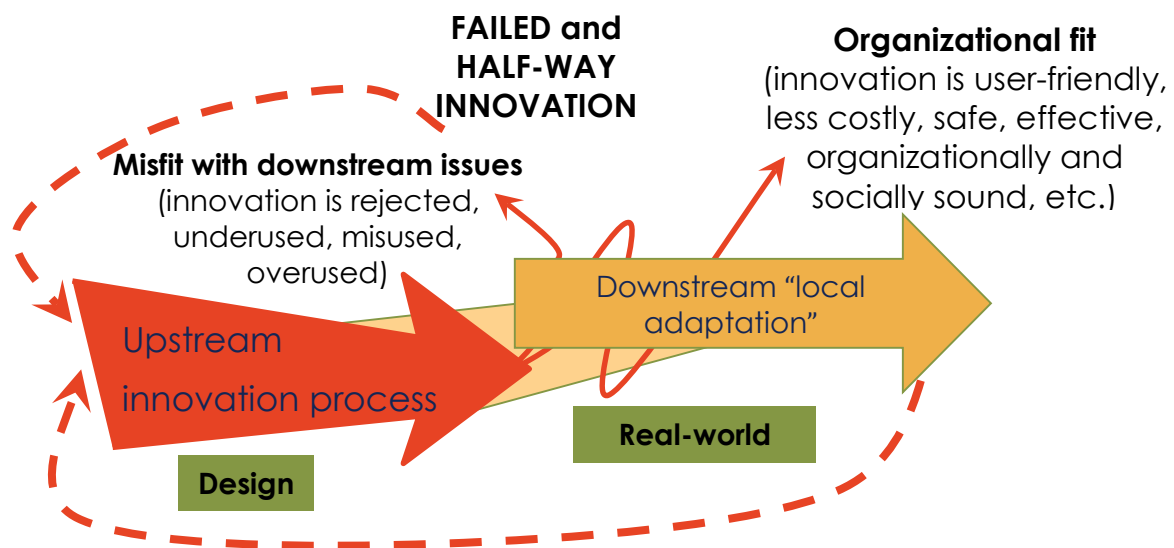 FAILED and
HALF-WAY
INNOVATION
Organizational fit
(innovation is user-friendly,
less costly, safe, effective,
organizationally and
socially sound, etc.)
Misfit with downstream issues
(innovation is rejected,
underused, misused,
overused)
Downstream “local
adaptation”
Upstream
innovation process
Real-world
Design